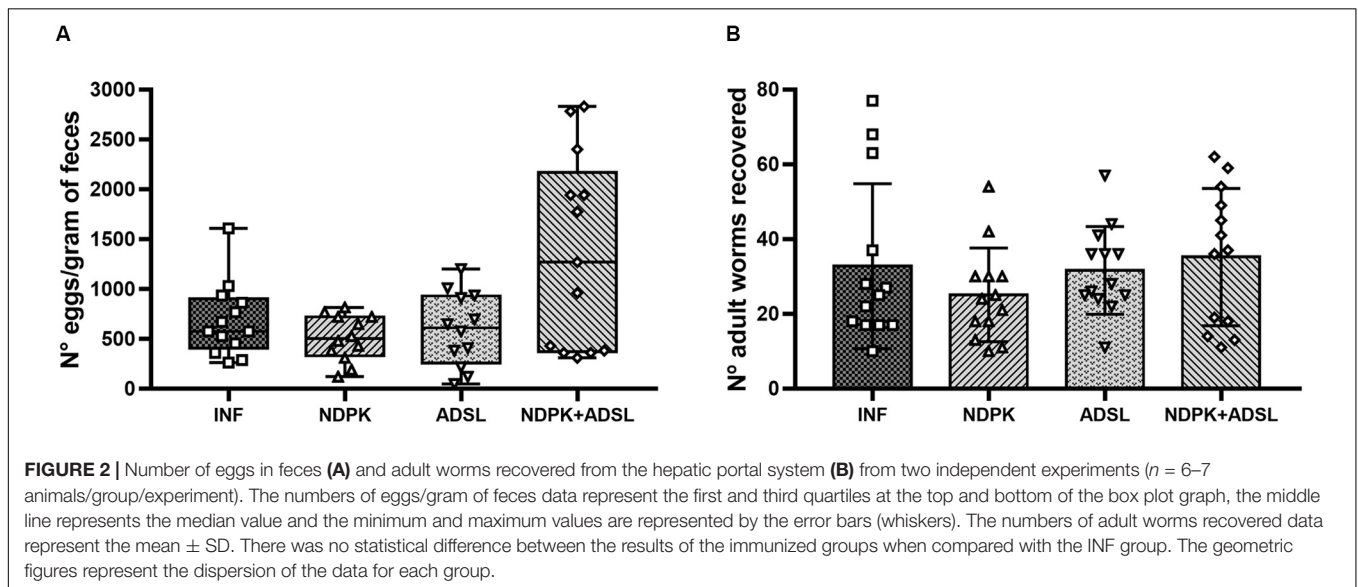 A
B
N° eggs/gram of feces
3000
2500
2000
1500
1000
500
0
INF NDPK ADSL NDPK+ADSL
Nº adult worms recovered
80
60
40
20
0
INF NDPK ADSL NDPK+ADSL
FIGURE 2 | Number of eggs in feces (A) and adult worms recovered from the hepatic portal system (B) from two independent experiments (n = 6–7
animals/group/experiment). The numbers of eggs/gram of feces data represent the first and third quartiles at the top and bottom of the box plot graph, the middle
line represents the median value and the minimum and maximum values are represented by the error bars (whiskers). The numbers of adult worms recovered data
represent the mean ± SD. There was no statistical difference between the results of the immunized groups when compared with the INF group. The geometric
figures represent the dispersion of the data for each group.